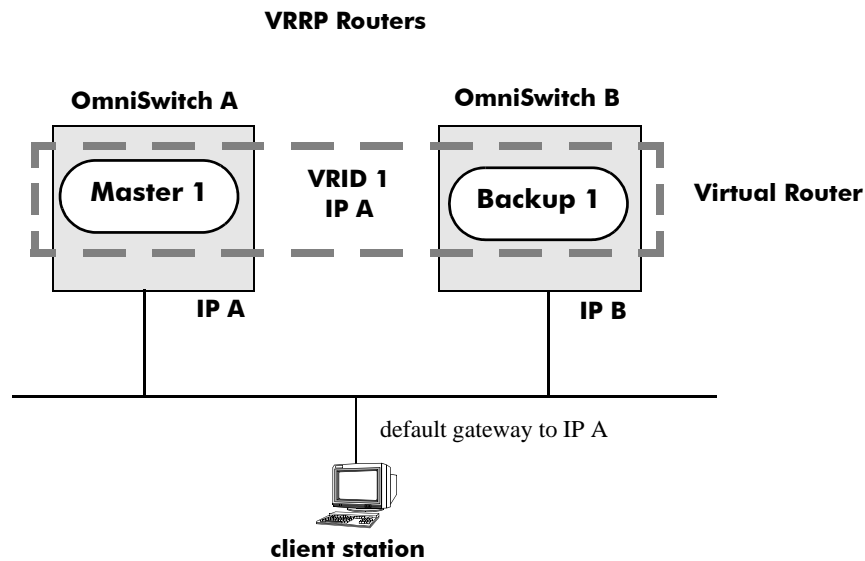 VRRP Routers
OmniSwitch A
OmniSwitch B
Master 1
VRID 1
IP A
Backup 1
Virtual Router
IP A
IP B
default gateway to IP A
client station